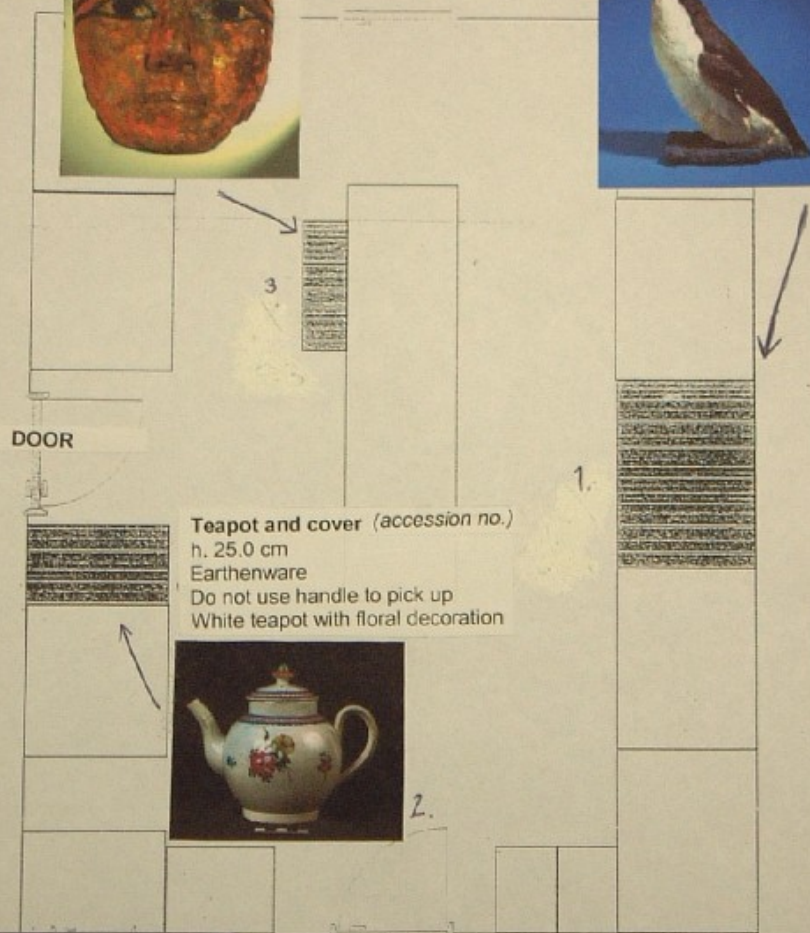 3
DOOR
1.
Teapot and cover (accession no.)
h. 25.0 cm
Earthenware
Do not use handle to pick up
White teapot with floral decoration
2.